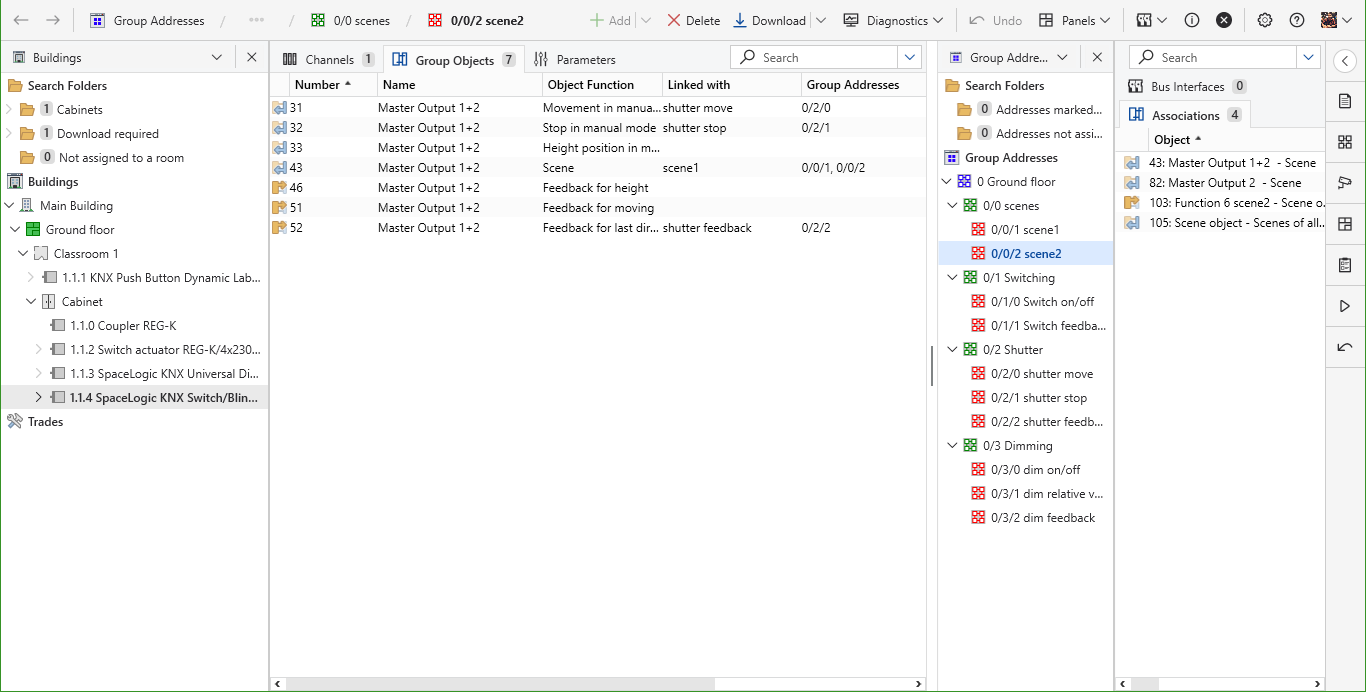 Group Addresses / ••• / 0/0 scenes / 0/0/2 scene2 Add Delete Download Diagnostics Undo Panels
Buildings
Search Folders
1 Cabinets
1 Download required
0 Not assigned to a room
Buildings
Main Building
Ground floor
Classroom 1
1.1.1 KNX Push Button Dynamic Lab...
Cabinet
1.1.0 Coupler REG-K
1.1.2 Switch actuator REG-K/4x230...
1.1.3 SpaceLogic KNX Universal Di...
1.1.4 SpaceLogic KNX Switch/Blin...
Trades
Channels 1 Group Objects 7 Parameters Search
Number Name Object Function Linked with Group Addresses
31 Master Output 1+2 Movement in manua... shutter move 0/2/0
32 Master Output 1+2 Stop in manual mode shutter stop 0/2/1
33 Master Output 1+2 Height position in m...
43 Master Output 1+2 Scene scene1 0/0/1, 0/0/2
46 Master Output 1+2 Feedback for height
51 Master Output 1+2 Feedback for moving
52 Master Output 1+2 Feedback for last dir... shutter feedback 0/2/2
Group Addre...
Search Folders
0 Addresses marked...
0 Addresses not assi...
Group Addresses
0 Ground floor
0/0 scenes
0/0/1 scene1
0/0/2 scene2
0/1 Switching
0/1/0 Switch on/off
0/1/1 Switch feedba...
0/2 Shutter
0/2/0 shutter move
0/2/1 shutter stop
0/2/2 shutter feedb...
0/3 Dimming
0/3/0 dim on/off
0/3/1 dim relative v...
0/3/2 dim feedback
Search
Bus Interfaces 0
Associations 4
Object
43: Master Output 1+2 - Scene
82: Master Output 2 - Scene
103: Function 6 scene2 - Scene o...
105: Scene object - Scenes of all...